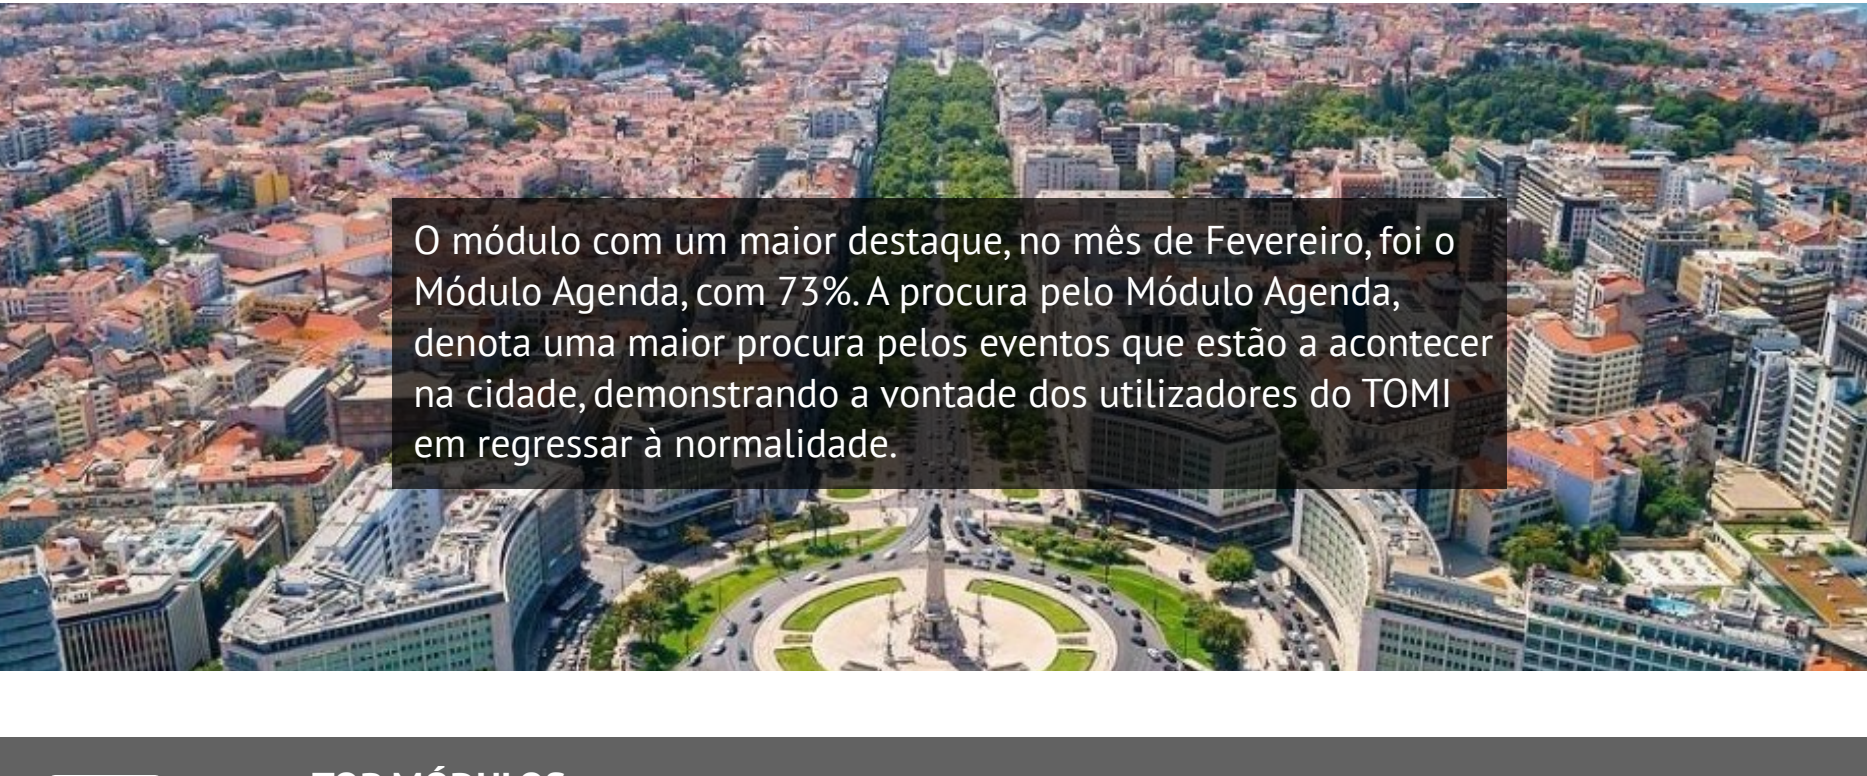 O módulo com um maior destaque, no mês de Fevereiro, foi o
Módulo Agenda, com 73%. A procura pelo Módulo Agenda,
denota uma maior procura pelos eventos que estão a acontecer
na cidade, demonstrando a vontade dos utilizadores do TOMI
em regressar à normalidade.
TOP MÓDULOS